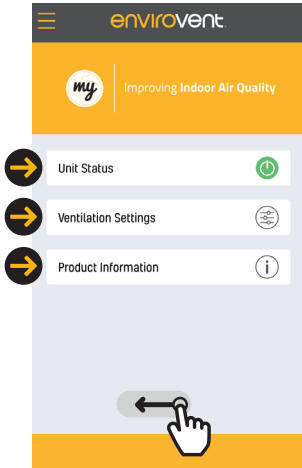 envirovent
my
Improving Indoor Air Quality
Unit Status
Ventilation Settings
Product Information